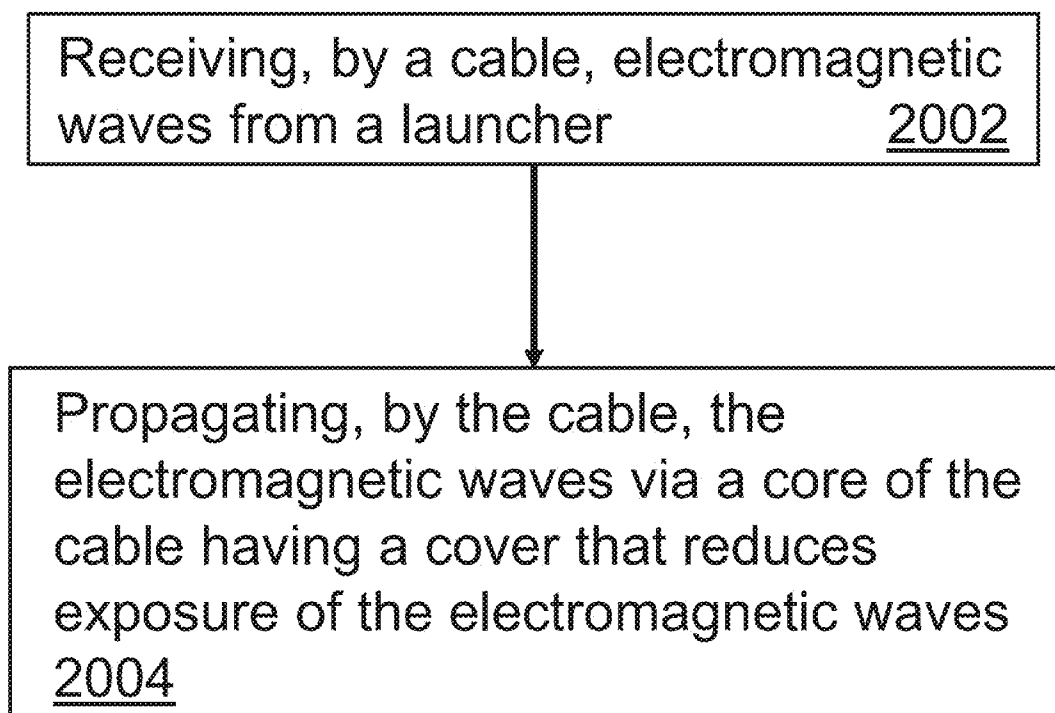 Receiving, by a cable, electromagnetic
waves from a launcher 2002
Propagating, by the cable, the
electromagnetic waves via a core of the
cable having a cover that reduces
exposure of the electromagnetic waves
2004